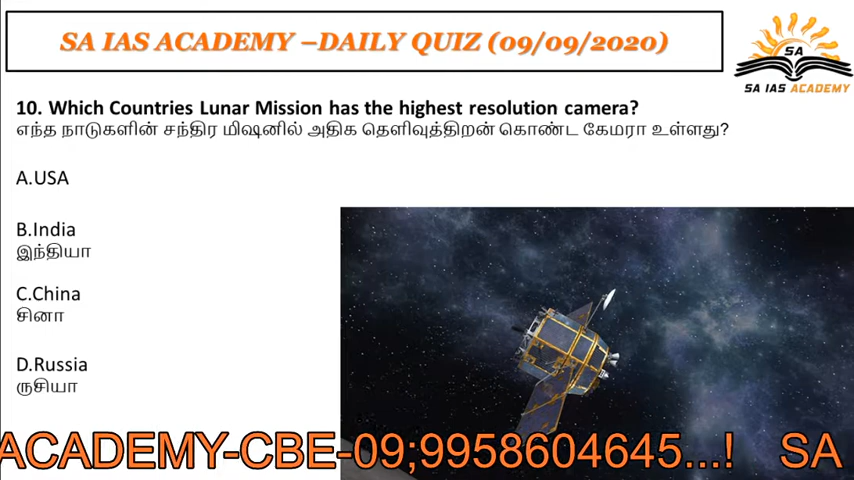 SA IAS ACADEMY –DAILY QUIZ (09/09/2020)
SA
SA IAS ACADEMY
10. Which Countries Lunar Mission has the highest resolution camera?
எந்த நாடுகளின் சந்திர மிஷனில் அதிக தெளிவுத்திறன் கொண்ட கேமரா உள்ளது?
A.USA
B.India
இந்தியா
C.China
சினா
D.Russia
ருசியா
ACADEMY-CBE-09;9958604645...! SA